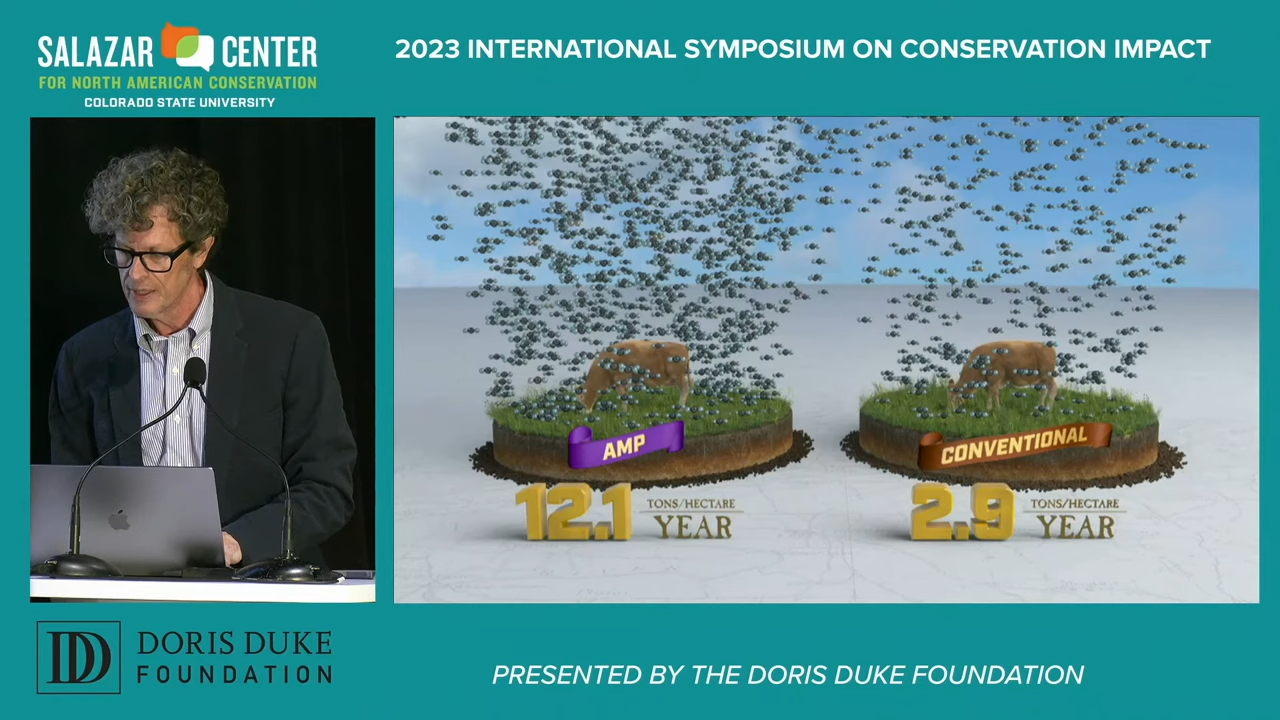 SALAZAR CENTER
FOR NORTH AMERICAN CONSERVATION
COLORADO STATE UNIVERSITY
2023 INTERNATIONAL SYMPOSIUM ON CONSERVATION IMPACT
AMP
12.1 TONS/HECTARE
YEAR
CONVENTIONAL
2.9 TONS/HECTARE
YEAR
DD
DORIS DUKE
FOUNDATION
PRESENTED BY THE DORIS DUKE FOUNDATION